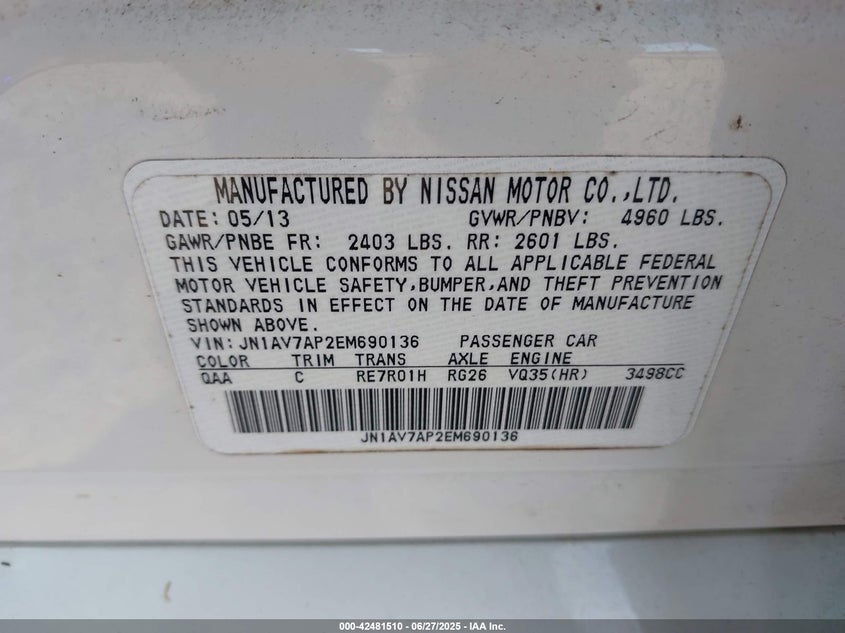 MANUFACTURED BY NISSAN MOTOR CO.,LTD.
DATE: 05/13 GVWR/PNBV: 4960 LBS.
GAWR/PNBE FR: 2403 LBS. RR: 2601 LBS.
THIS VEHICLE CONFORMS TO ALL APPLICABLE FEDERAL
MOTOR VEHICLE SAFETY,BUMPER,AND THEFT PREVENTION
STANDARDS IN EFFECT ON THE DATE OF MANUFACTURE
SHOWN ABOVE.
VIN: JN1AV7AP2EM690136 PASSENGER CAR
COLOR TRIM TRANS AXLE ENGINE
QAA C RE7R01H RG26 VQ35(HR) 3498CC
JN1AV7AP2EM690136
000-42481510 | 06/27/2025 - IAA Inc.